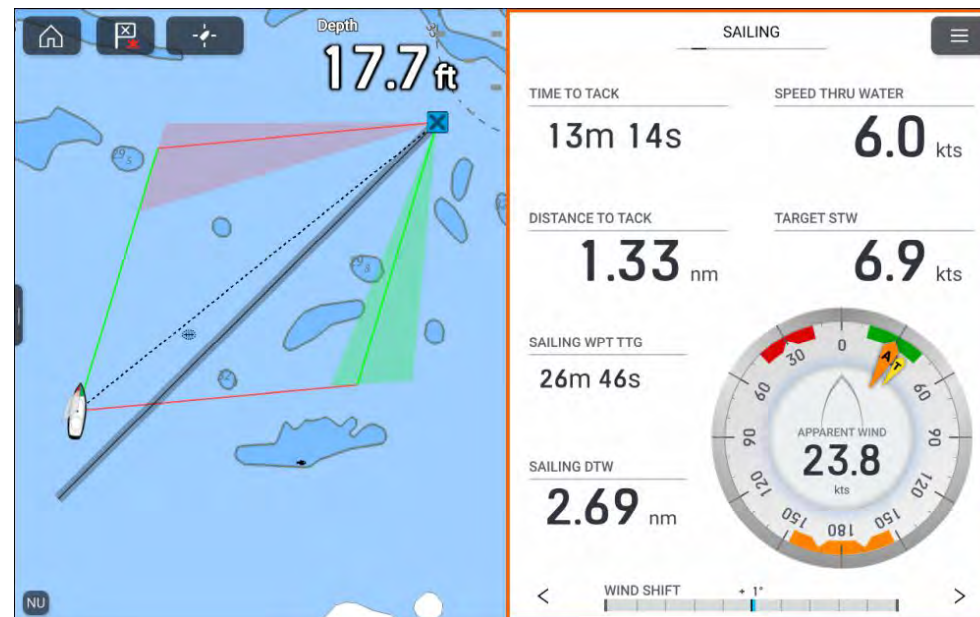 Depth
17.7 ft
NU
SAILING
TIME TO TACK
13m 14s
SPEED THRU WATER
6.0 kts
DISTANCE TO TACK
1.33 nm
TARGET STW
6.9 kts
SAILING WPT TTG
26m 46s
SAILING DTW
2.69 nm
30 0
60 A T 60
90 90
120 120
150 180 150
APPARENT WIND
23.8
kts
WIND SHIFT + 1°